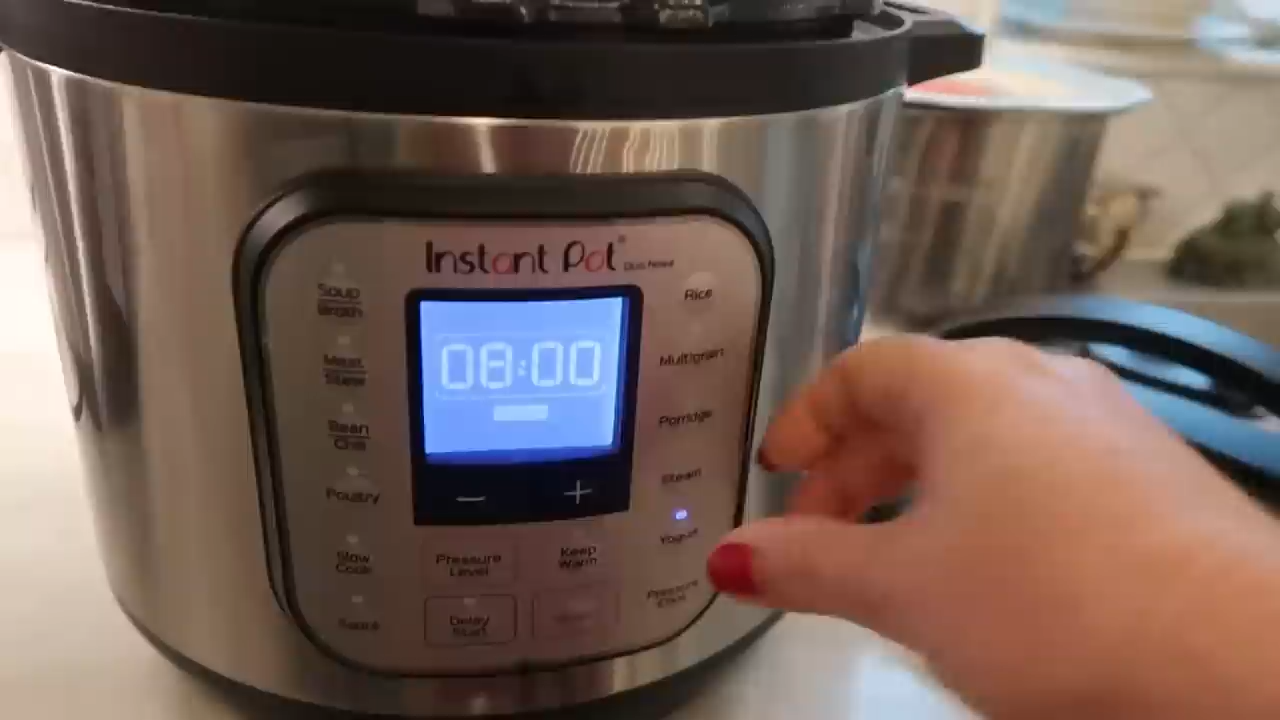 Instant Pot
Duo Nova
Soup
Broth
Meat
Stew
Bean
Chili
Poultry
Slow
Cook
Sauté
08:00
− +
Pressure
Level
Keep
Warm
Delay
Start
Rice
Multigrain
Porridge
Steam
Yogurt
Pressure
Cook